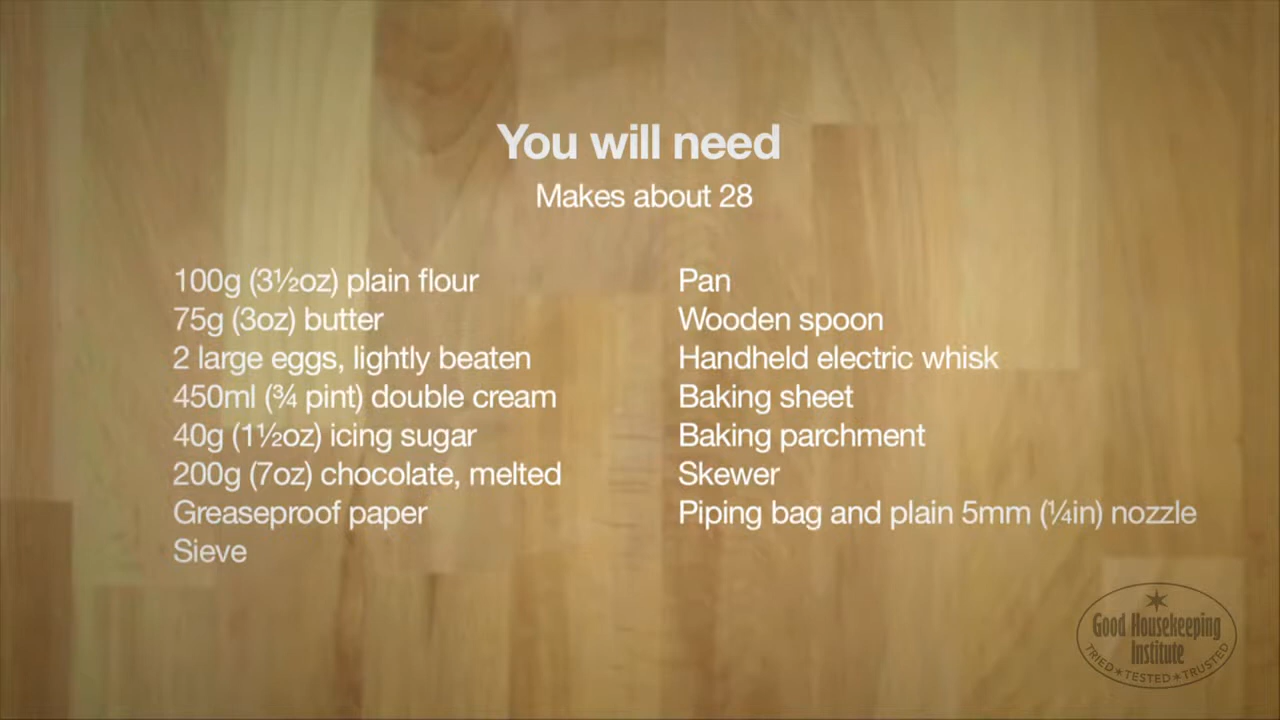 You will need
Makes about 28
100g (3½oz) plain flour
75g (3oz) butter
2 large eggs, lightly beaten
450ml (¾ pint) double cream
40g (1½oz) icing sugar
200g (7oz) chocolate, melted
Greaseproof paper
Sieve
Pan
Wooden spoon
Handheld electric whisk
Baking sheet
Baking parchment
Skewer
Piping bag and plain 5mm (¼in) nozzle
Good Housekeeping
Institute
TRIED★TESTED★TRUSTED